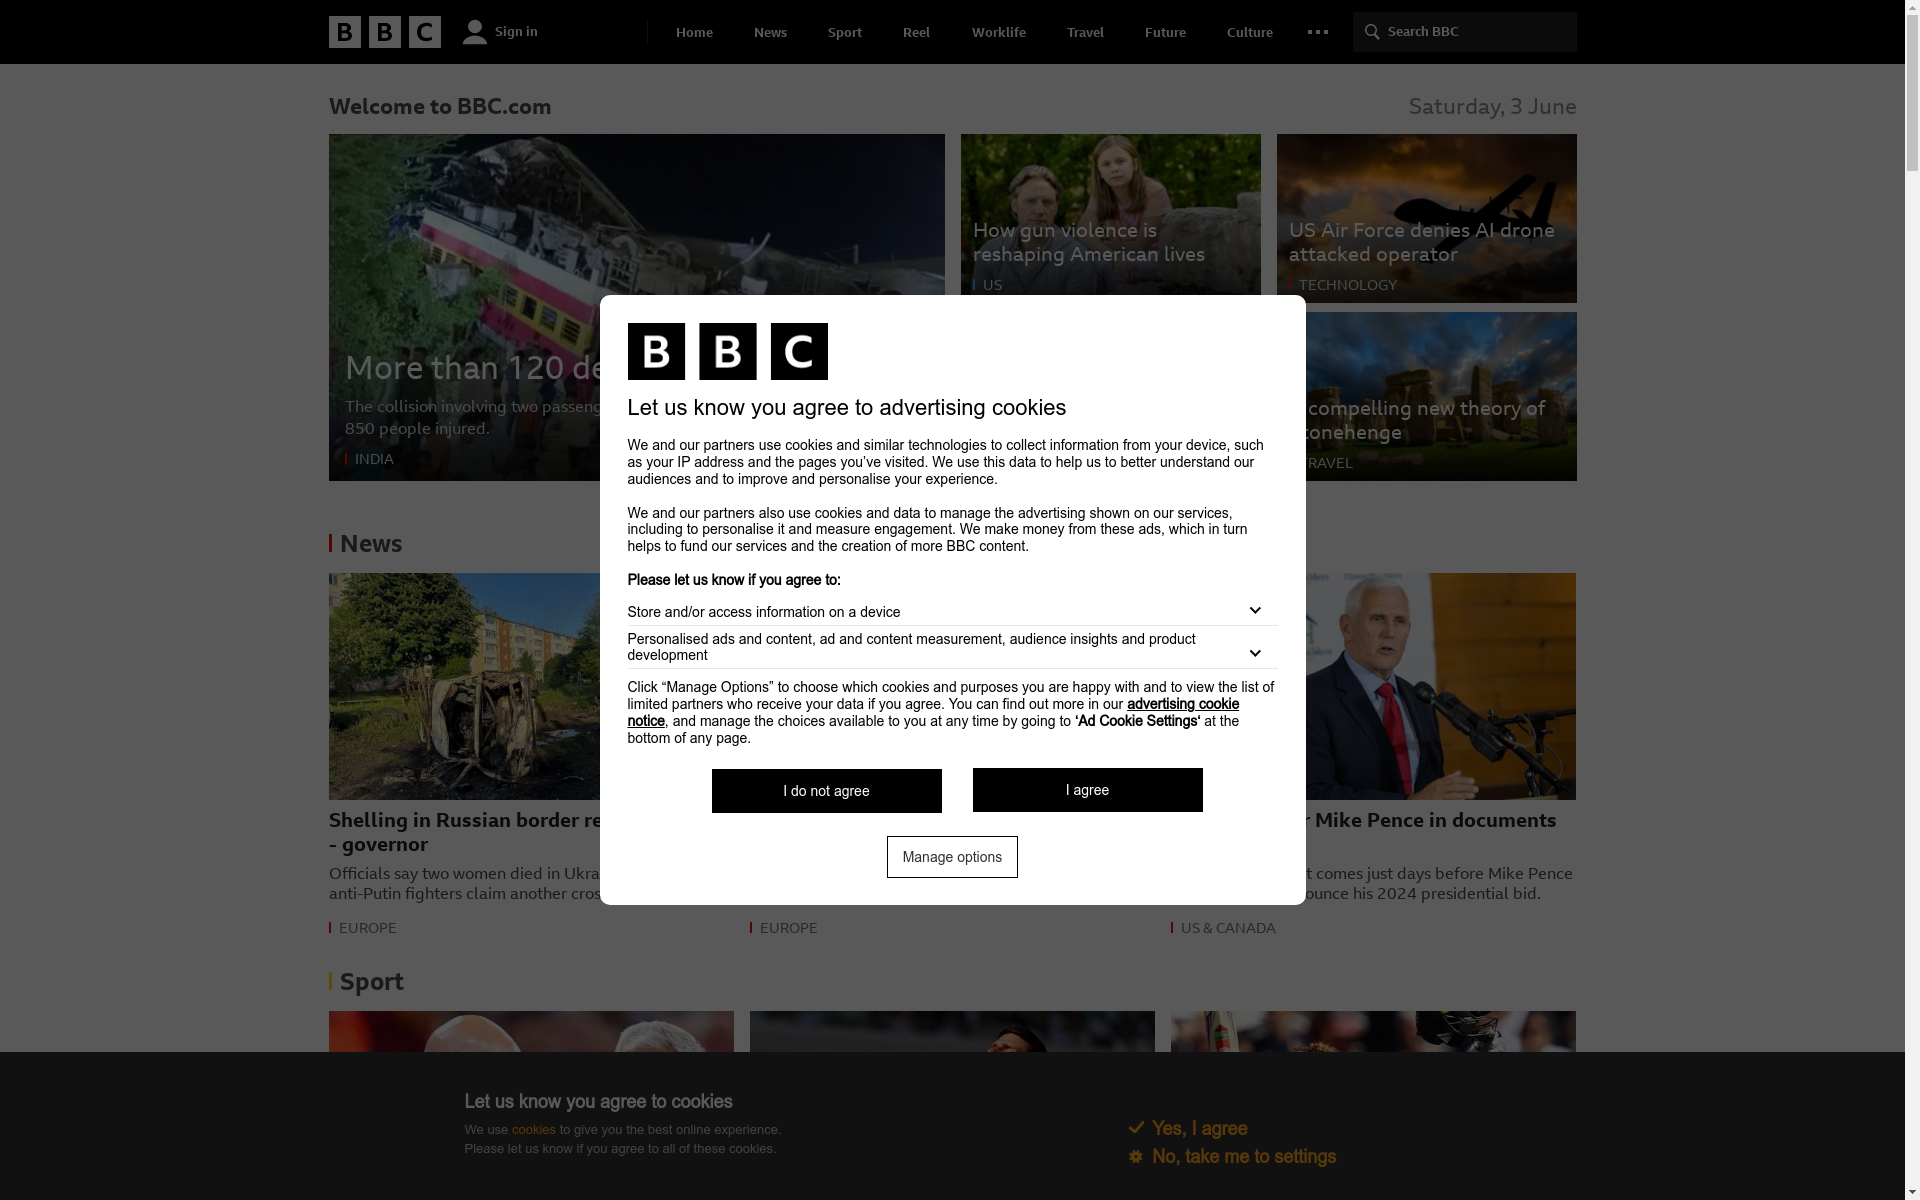 BBC
Sign in
Home
News
Sport
Reel
Worklife
Travel
Future
Culture
Search BBC
Welcome to BBC.com
Saturday, 3 June
More than 120 de
The collision involving two passeng
850 people injured.
INDIA
How gun violence is
reshaping American lives
US
US Air Force denies AI drone
attacked operator
TECHNOLOGY
compelling new theory of
tonehenge
RAVEL
BBC
Let us know you agree to advertising cookies
We and our partners use cookies and similar technologies to collect information from your device, such
as your IP address and the pages you’ve visited. We use this data to help us to better understand our
audiences and to improve and personalise your experience.
We and our partners also use cookies and data to manage the advertising shown on our services,
including to personalise it and measure engagement. We make money from these ads, which in turn
helps to fund our services and the creation of more BBC content.
Please let us know if you agree to:
Store and/or access information on a device
Personalised ads and content, ad and content measurement, audience insights and product
development
Click “Manage Options” to choose which cookies and purposes you are happy with and to view the list of
limited partners who receive your data if you agree. You can find out more in our advertising cookie
notice, and manage the choices available to you at any time by going to ‘Ad Cookie Settings‘ at the
bottom of any page.
I do not agree
I agree
Manage options
News
Shelling in Russian border re
- governor
Officials say two women died in Ukra
anti-Putin fighters claim another cros
EUROPE
EUROPE
r Mike Pence in documents
t comes just days before Mike Pence
ounce his 2024 presidential bid.
US & CANADA
Sport
Let us know you agree to cookies
We use cookies to give you the best online experience.
Please let us know if you agree to all of these cookies.
Yes, I agree
No, take me to settings